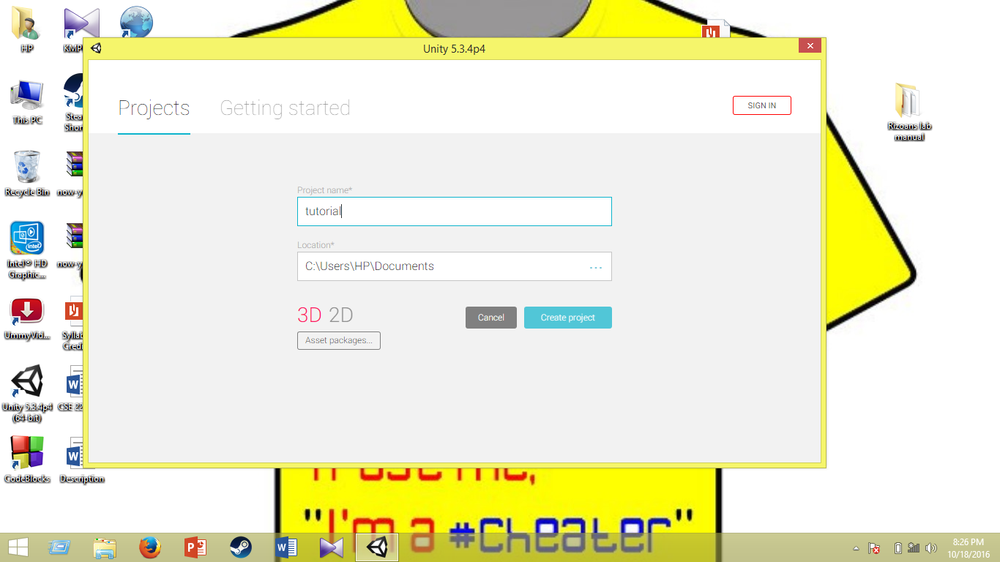 HP
KMP
Unity 5.3.4p4
Projects
Getting started
SIGN IN
This PC
Stea
Shor
Rizoans lab
manual
Recycle Bin
now-y
Project name*
tutorial
Location*
C:\Users\HP\Documents
...
Intel® HD
Graphic...
now-y
3D 2D
Cancel
Create project
Asset packages...
UmmyVid...
Syllab
Credi
Unity 5.3.4p4
(64-bit)
CSE 22
CodeBlocks
Description
"I'm a #cheater"
8:26 PM
10/18/2016